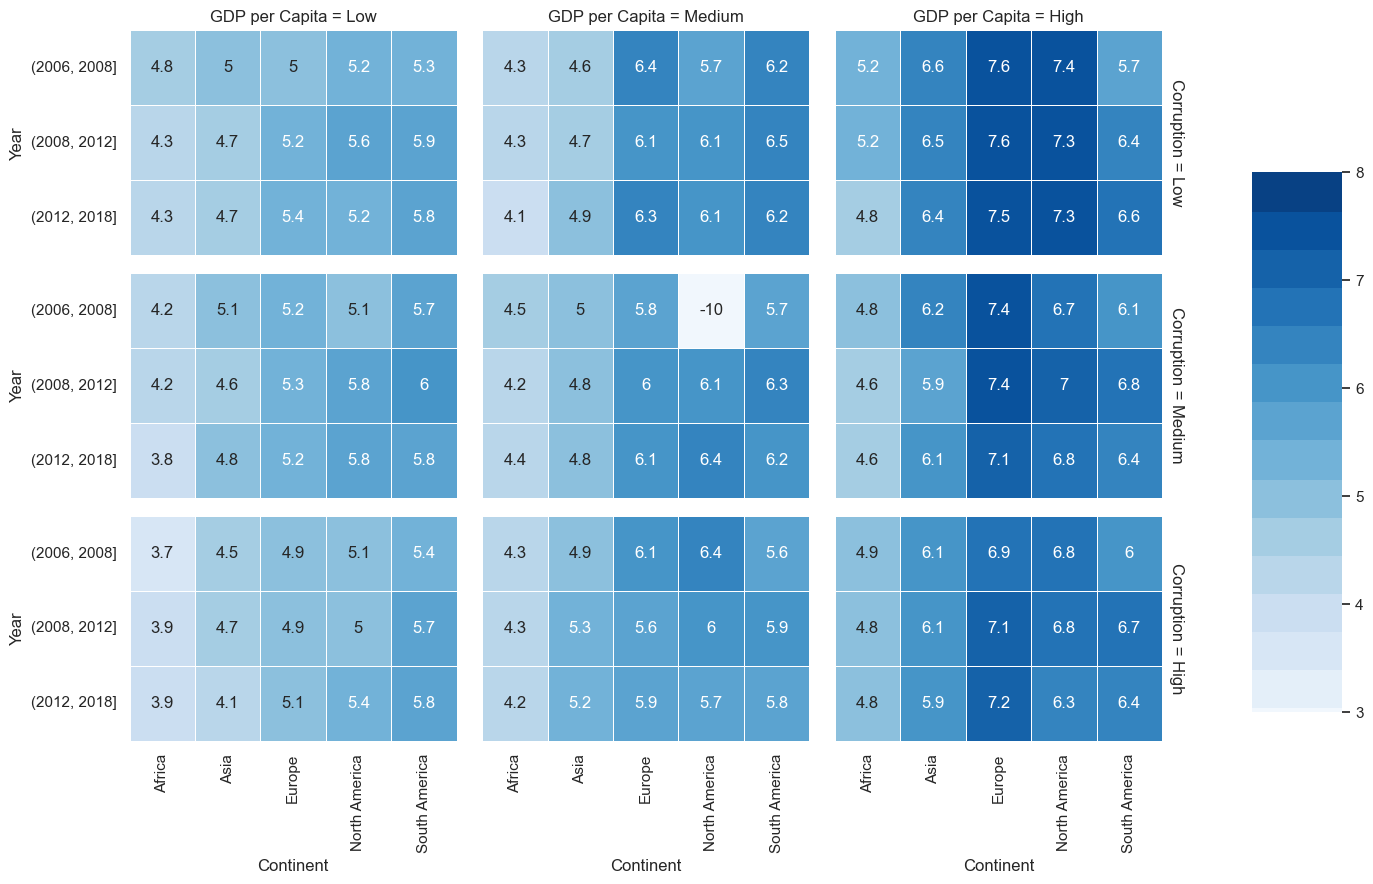 GDP per Capita = Low GDP per Capita = Medium GDP per Capita = High
(2006, 2008] 4.8 5 5 5.2 5.3 4.3 4.6 6.4 5.7 6.2 5.2 6.6 7.6 7.4 5.7
Year (2008, 2012] 4.3 4.7 5.2 5.6 5.9 4.3 4.7 6.1 6.1 6.5 5.2 6.5 7.6 7.3 6.4 Corruption = Low
(2012, 2018] 4.3 4.7 5.4 5.2 5.8 4.1 4.9 6.3 6.1 6.2 4.8 6.4 7.5 7.3 6.6
(2006, 2008] 4.2 5.1 5.2 5.1 5.7 4.5 5 5.8 -10 5.7 4.8 6.2 7.4 6.7 6.1
Year (2008, 2012] 4.2 4.6 5.3 5.8 6 4.2 4.8 6 6.1 6.3 4.6 5.9 7.4 7 6.8 Corruption = Medium
(2012, 2018] 3.8 4.8 5.2 5.8 5.8 4.4 4.8 6.1 6.4 6.2 4.6 6.1 7.1 6.8 6.4
(2006, 2008] 3.7 4.5 4.9 5.1 5.4 4.3 4.9 6.1 6.4 5.6 4.9 6.1 6.9 6.8 6
Year (2008, 2012] 3.9 4.7 4.9 5 5.7 4.3 5.3 5.6 6 5.9 4.8 6.1 7.1 6.8 6.7 Corruption = High
(2012, 2018] 3.9 4.1 5.1 5.4 5.8 4.2 5.2 5.9 5.7 5.8 4.8 5.9 7.2 6.3 6.4
Africa Asia Europe North America South America Africa Asia Europe North America South America Africa Asia Europe North America South America
Continent Continent Continent
8
7
6
5
4
3